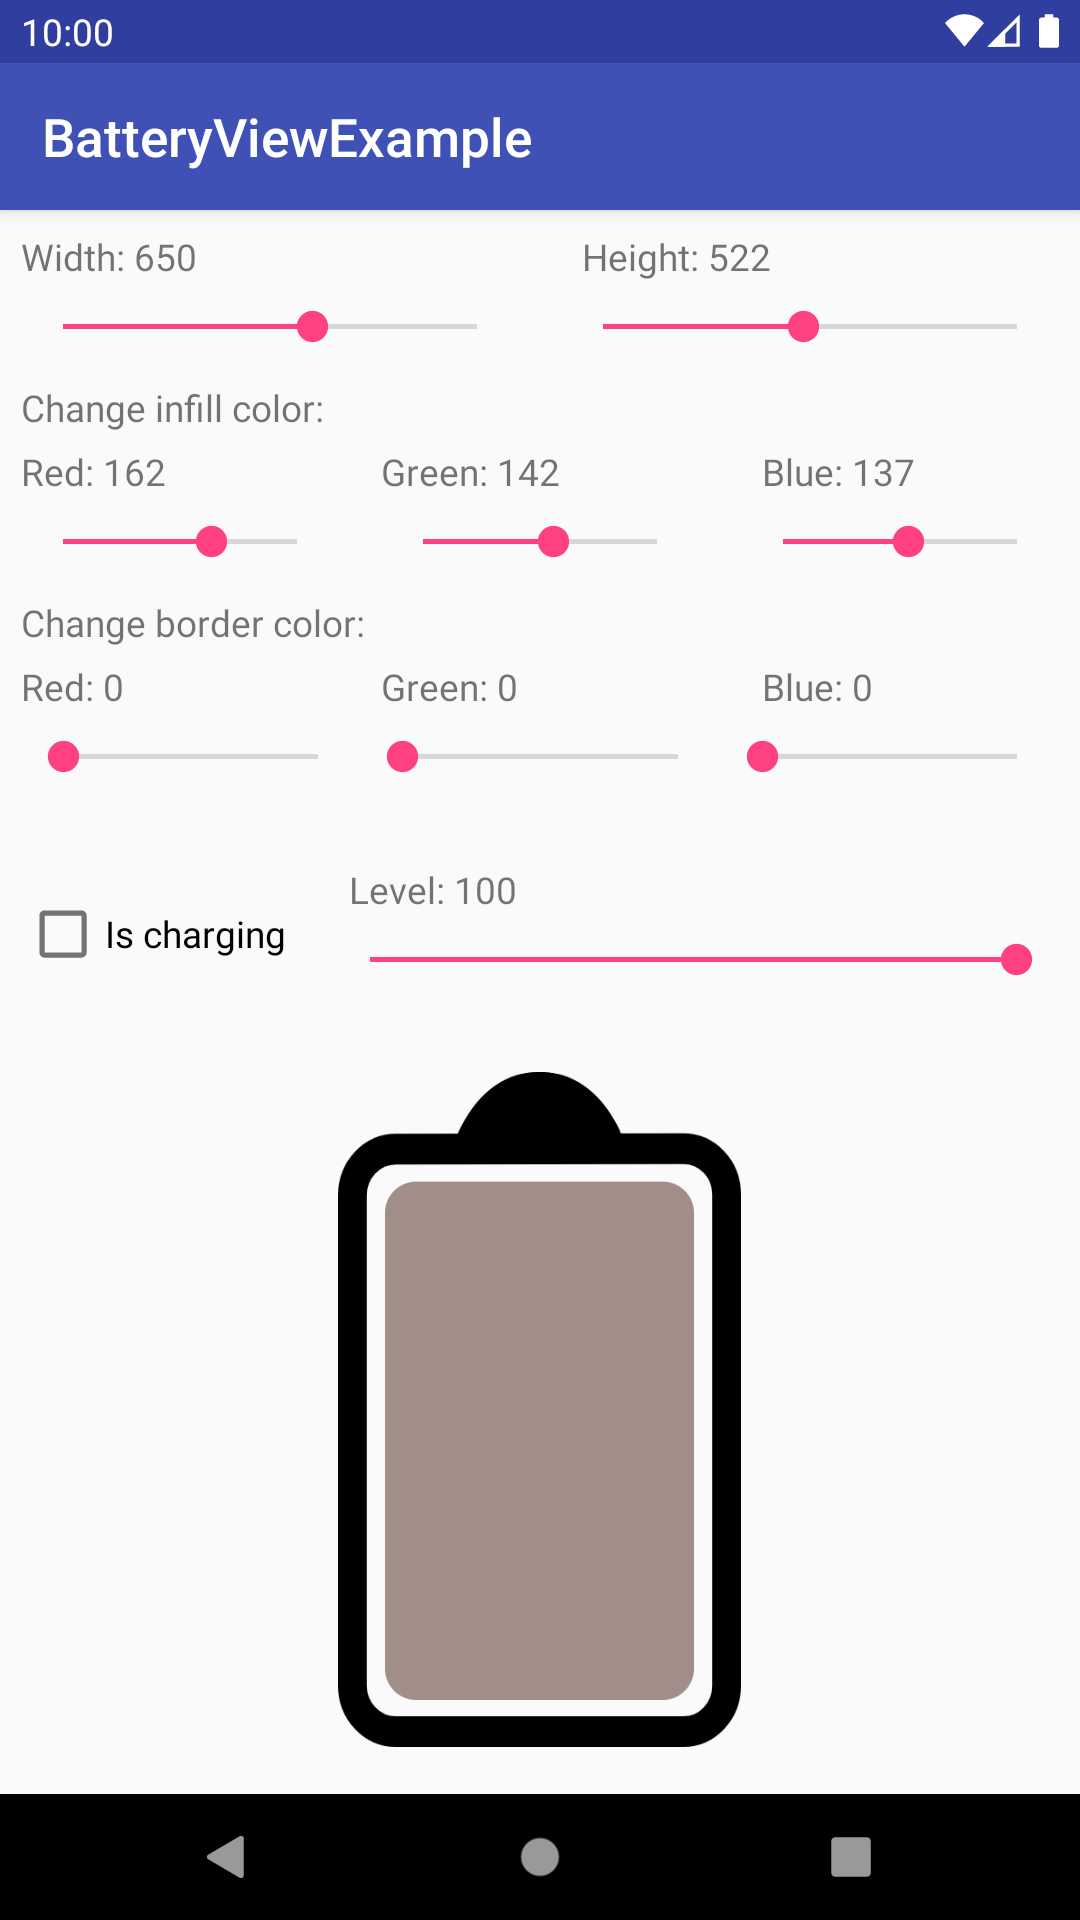 10:00
BatteryViewExample
Width: 650
Height: 522
Change infill color:
Red: 162
Green: 142
Blue: 137
Change border color:
Red: 0
Green: 0
Blue: 0
Level: 100
Is charging